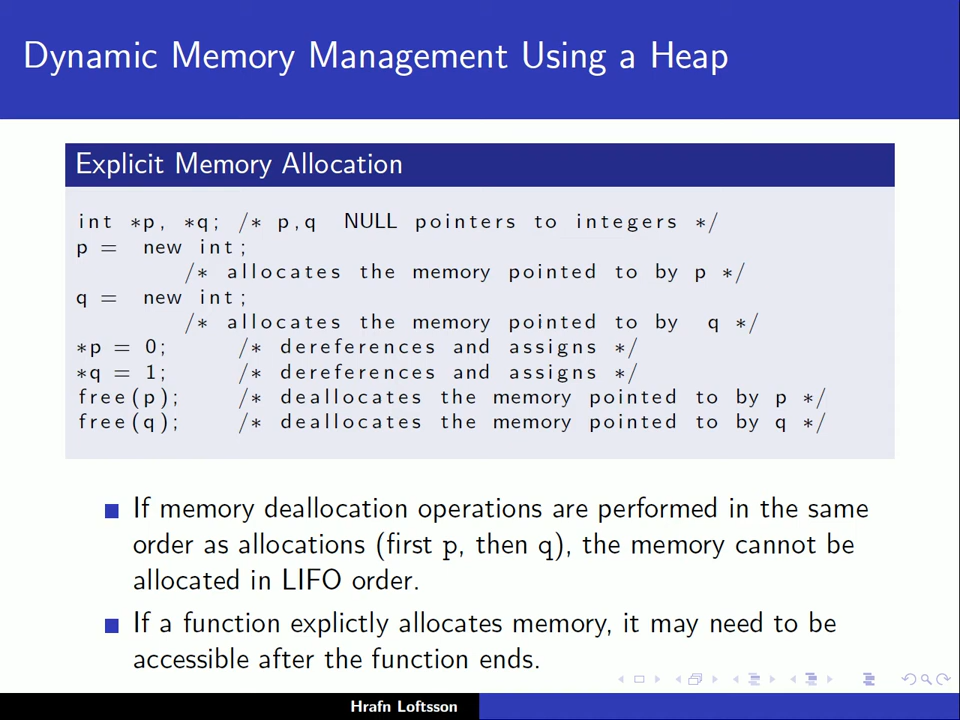 Dynamic Memory Management Using a Heap
Explicit Memory Allocation
int *p, *q; /* p,q NULL pointers to integers */
p = new int;
/* allocates the memory pointed to by p */
q = new int;
/* allocates the memory pointed to by q */
*p = 0; /* dereferences and assigns */
*q = 1; /* dereferences and assigns */
free(p); /* deallocates the memory pointed to by p */
free(q); /* deallocates the memory pointed to by q */
If memory deallocation operations are performed in the same
order as allocations (first p, then q), the memory cannot be
allocated in LIFO order.
If a function explictly allocates memory, it may need to be
accessible after the function ends.
Hrafn Loftsson